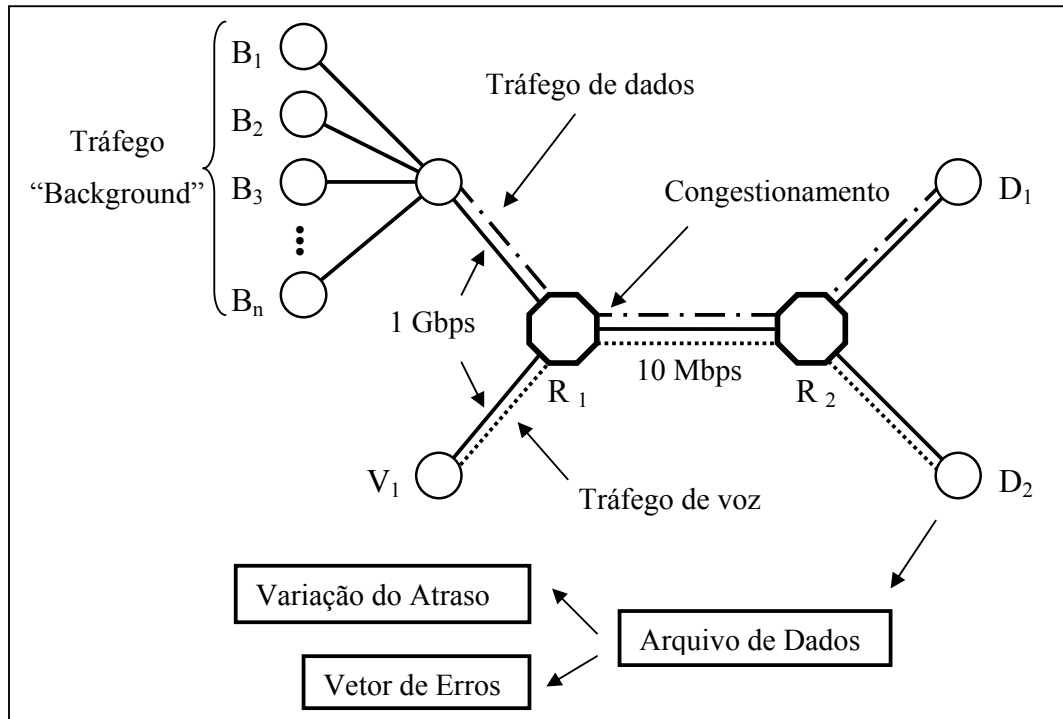 B1
B2
B3
Bn
Tráfego
“Background”
Tráfego de dados
Congestionamento
D1
1 Gbps
10 Mbps
R 1
R 2
V1
Tráfego de voz
D2
Variação do Atraso
Arquivo de Dados
Vetor de Erros